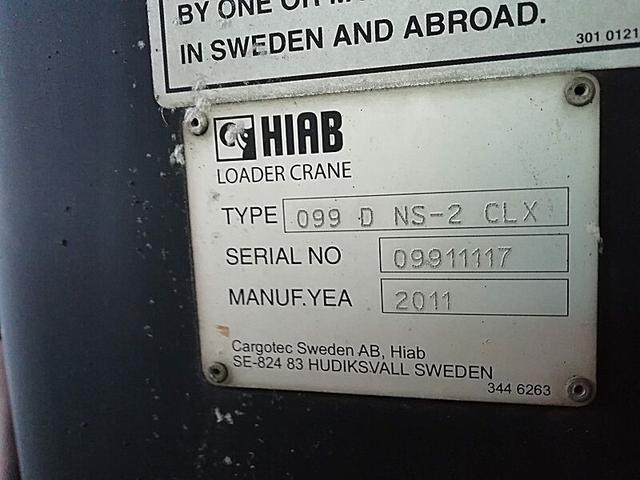 BY ONE OR
IN SWEDEN AND ABROAD.
301 0121
HIAB
LOADER CRANE
TYPE 099 D NS-2 CLX
SERIAL NO 09911117
MANUF.YEA 2011
Cargotec Sweden AB, Hiab
SE-824 83 HUDIKSVALL SWEDEN
344 6263